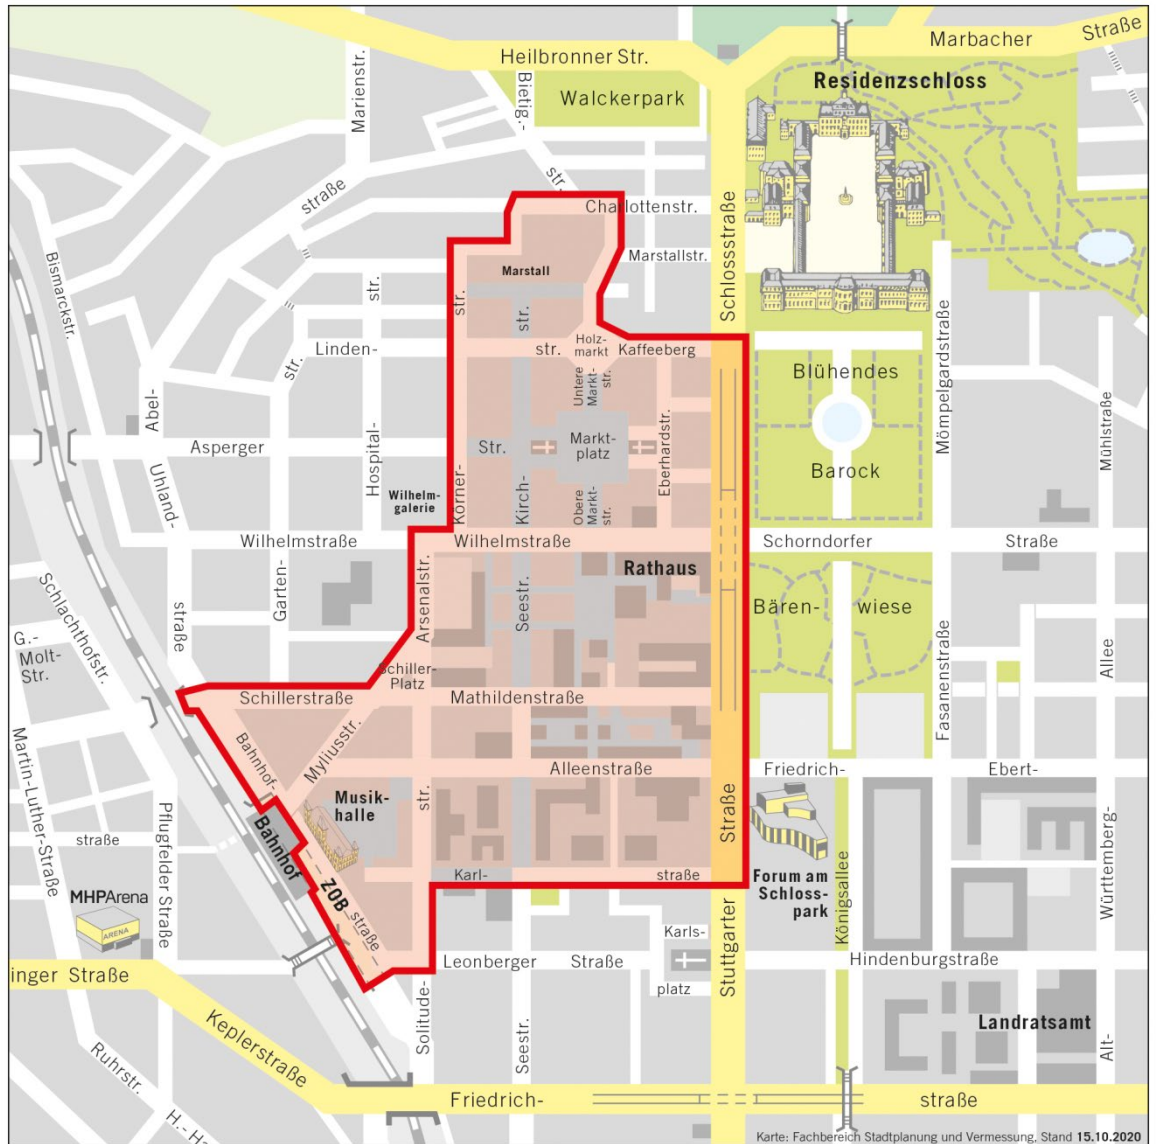 Heilbronner Str.
Marbacher
Straße
Walckerpark
Residenzschloss
Marienstr.
Bietig.-
str.
straße
Charlottenstr.
Marstallstr.
Schlossstraße
Marstall
Bismarckstr.
str.
str.
str.
Linden-
str.
Holz-
markt
Kaffeeberg
str.
Untere
Markt-
str.
Blühendes
Barock
Mömpelgardstraße
Mühlstraße
Abel-
Asperger
Str.
Markt-
platz
Eberhardstr.
Hospital-
Körner-
Kirch-
Obere
Markt-
str.
Uhland-
Wilhelm-
galerie
Wilhelmstraße
Wilhelmstraße
Schorndorfer
Straße
Rathaus
Garten-
Arsenalstr.
Seestr.
Bären-
wiese
Schlachthofstr.
straße
G.-
Molt-
Str.
Schiller-
Platz
Schillerstraße
Mathildenstraße
Fasanenstraße
Allee
Bahnhof-
Myliusstr.
Alleenstraße
Friedrich-
Ebert-
Martin-Luther-Straße
Pflugfelder Straße
straße
Musik-
halle
str.
Straße
Bahnhof
ZOB
straße
Karl-
straße
Forum am
Schloss-
park
Königsallee
Württemberg-
MHPArena
ARENA
Leonberger
Straße
Karls-
platz
Stuttgarter
Hindenburgstraße
inger Straße
Keplerstraße
Solitude-
Seestr.
Landratsamt
Alt-
Ruhrstr.
H.- Ha
Friedrich-
straße
Karte: Fachbereich Stadtplanung und Vermessung, Stand 15.10.2020